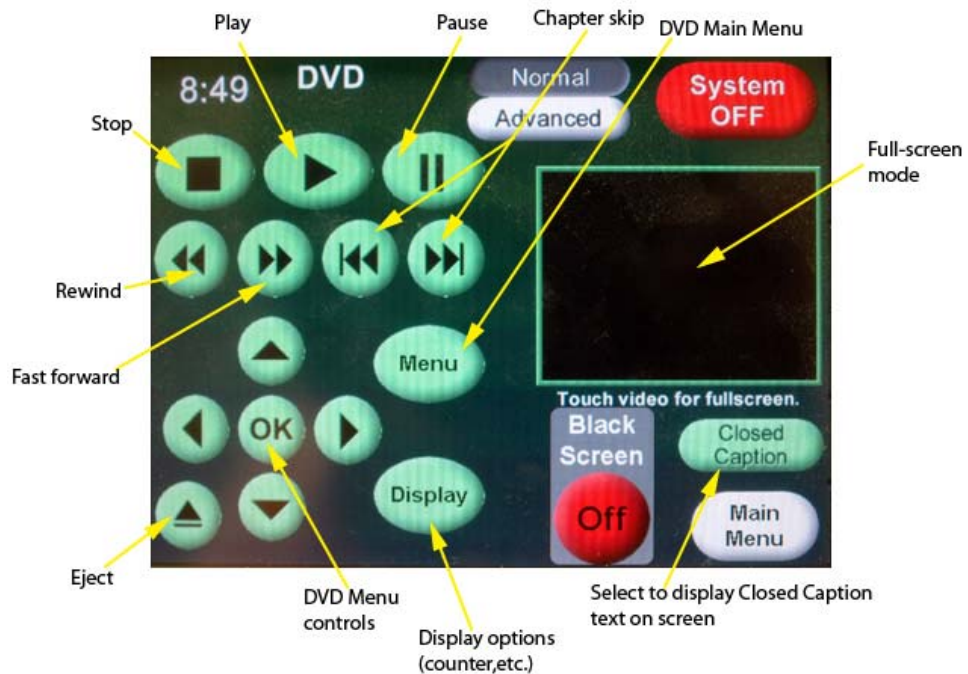 Play
Pause
Chapter skip
DVD Main Menu
8:49
DVD
Normal
Advanced
System
OFF
Stop
Full-screen
mode
Rewind
Fast forward
Menu
Touch video for fullscreen.
OK
Black
Screen
Closed
Caption
Display
Off
Main
Menu
Eject
DVD Menu
controls
Display options
(counter,etc.)
Select to display Closed Caption
text on screen